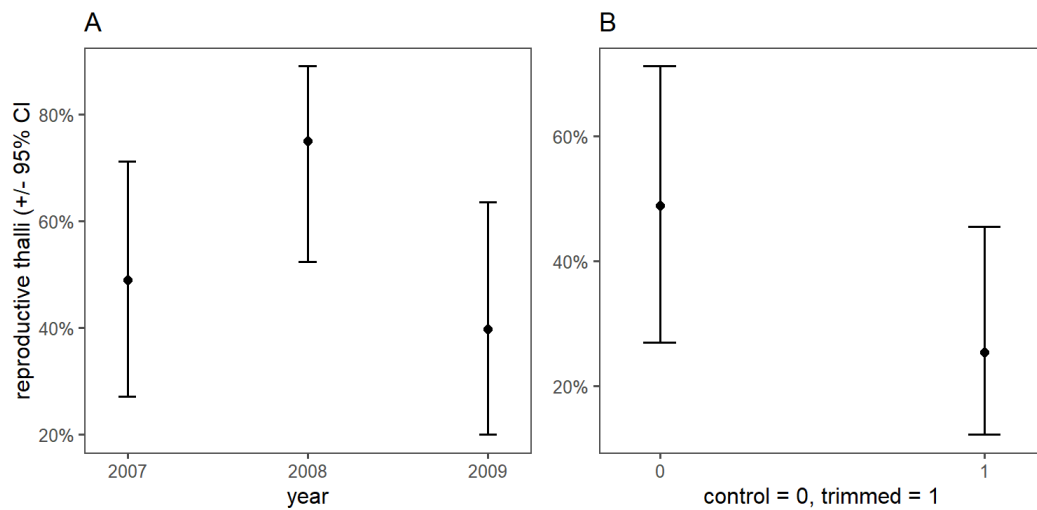 A
B
reproductive thalli (+/- 95% CI
80%
60%
40%
20%
2007 2008 2009
year
60%
40%
20%
0 1
control = 0, trimmed = 1